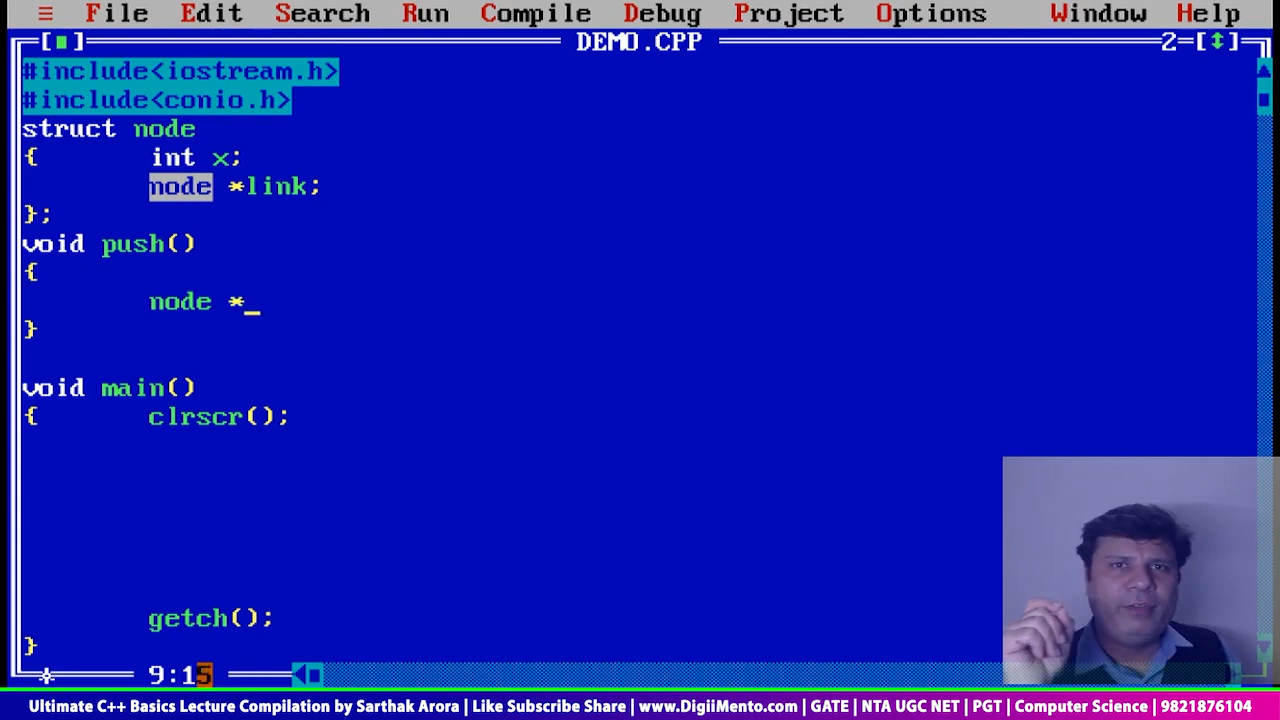 ≡ File Edit Search Run Compile Debug Project Options Window Help
[■] DEMO.CPP 2=[↕]
#include<iostream.h>
#include<conio.h>
struct node
{ int x;
node *link;
};
void push()
{
node *_
}
void main()
{ clrscr();
getch();
}
9:15
Ultimate C++ Basics Lecture Compilation by Sarthak Arora | Like Subscribe Share | www.DigiiMento.com | GATE | NTA UGC NET | PGT | Computer Science | 9821876104